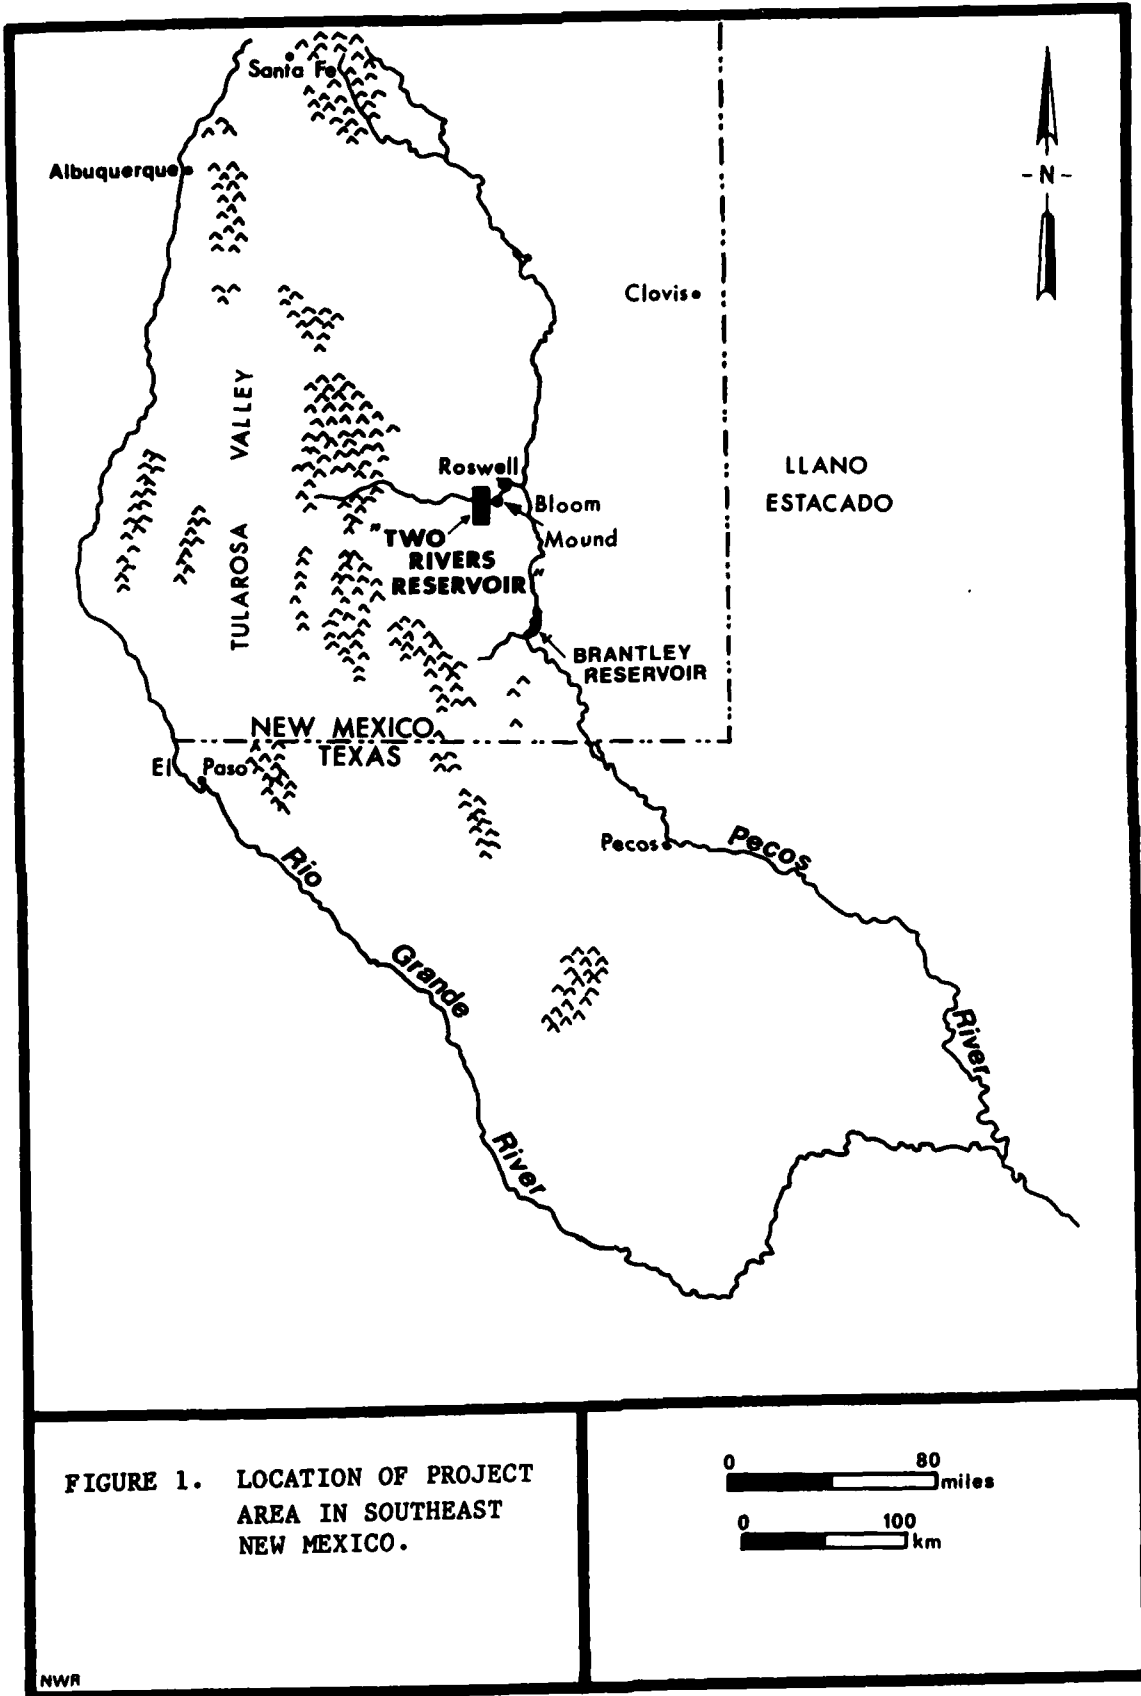 Santa Fe
Albuquerque
- N -
Clovis
TULAROSA VALLEY
Roswell
LLANO
ESTACADO
Bloom
Mound
"TWO
RIVERS
RESERVOIR"
BRANTLEY
RESERVOIR
NEW MEXICO
TEXAS
El Paso
Pecos
Pecos
River
Rio
Grande
River
FIGURE 1. LOCATION OF PROJECT
AREA IN SOUTHEAST
NEW MEXICO.
0 80
miles
0 100
km
NWR